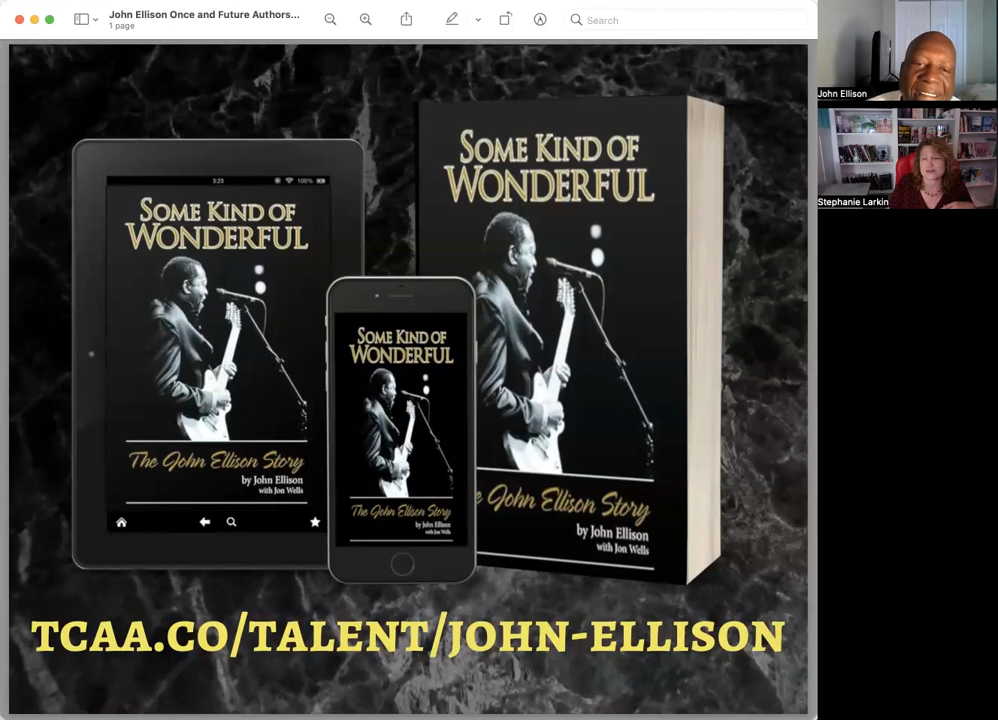 John Ellison Once and Future Authors...
1 page
Search
John Ellison
Stephanie Larkin
3:23
100%
SOME KIND OF
WONDERFUL
The John Ellison Story
by John Ellison
with Jon Wells
SOME KIND OF
WONDERFUL
The John Ellison Story
by John Ellison
with Jon Wells
SOME KIND OF
WONDERFUL
e John Ellison Story
by John Ellison
with Jon Wells
TCAA.CO/TALENT/JOHN-ELLISON